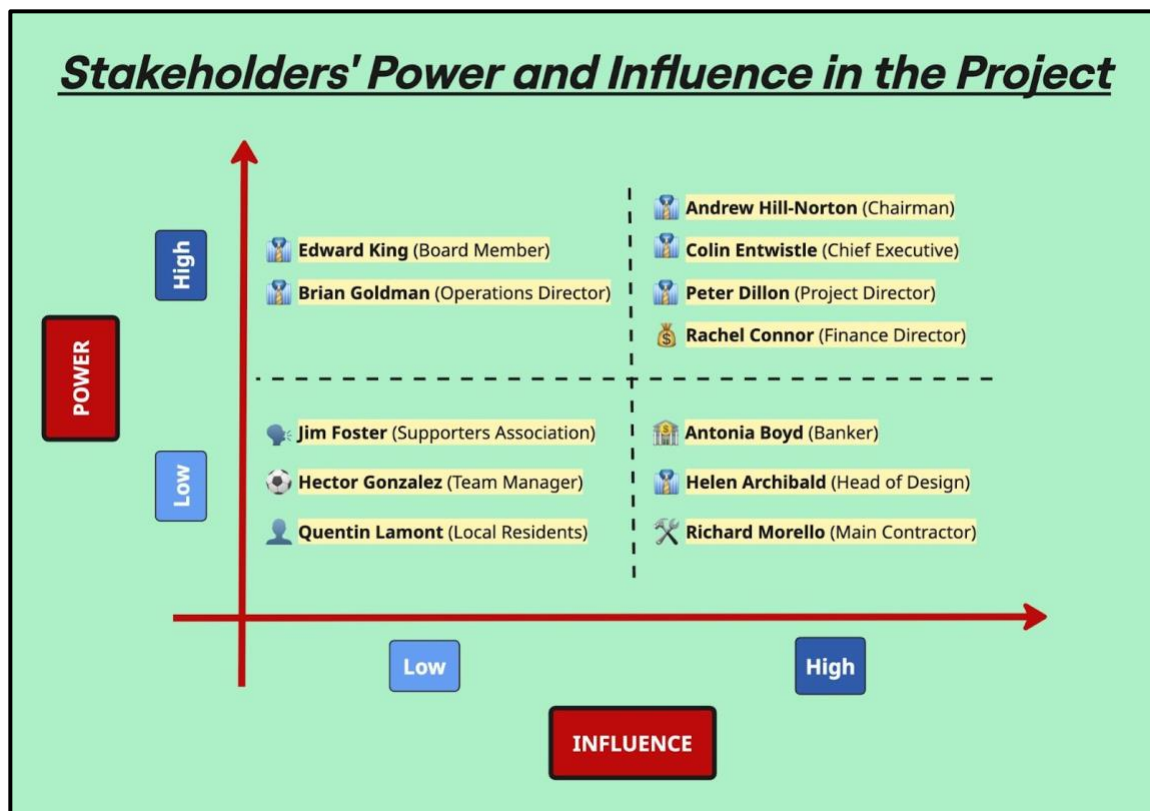 Stakeholders' Power and Influence in the Project
POWER
High
Edward King (Board Member)
Brian Goldman (Operations Director)
Andrew Hill-Norton (Chairman)
Colin Entwistle (Chief Executive)
Peter Dillon (Project Director)
Rachel Connor (Finance Director)
Low
Jim Foster (Supporters Association)
Hector Gonzalez (Team Manager)
Quentin Lamont (Local Residents)
Antonia Boyd (Banker)
Helen Archibald (Head of Design)
Richard Morello (Main Contractor)
Low
High
INFLUENCE